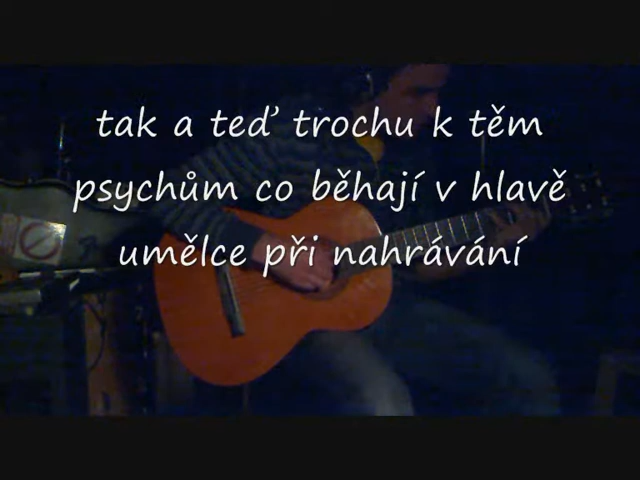 tak a teď trochu k těm
psychům co běhají v hlavě
umělce při nahrávání